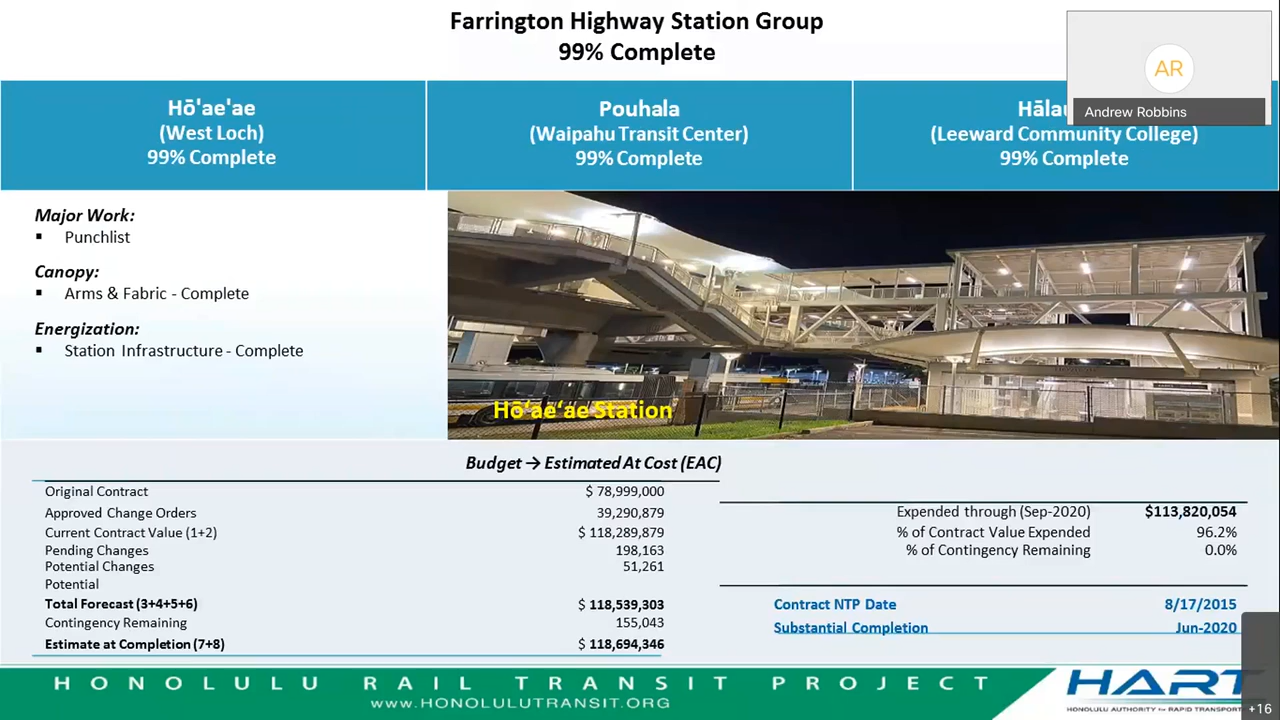 Farrington Highway Station Group
99% Complete
AR
Andrew Robbins
Hō'ae'ae
(West Loch)
99% Complete
Pouhala
(Waipahu Transit Center)
99% Complete
(Leeward Community College)
99% Complete
Major Work:
▪ Punchlist
Canopy:
▪ Arms & Fabric - Complete
Energization:
▪ Station Infrastructure - Complete
Hōʻaeʻae Station
Budget → Estimated At Cost (EAC)
Original Contract $ 78,999,000
Approved Change Orders 39,290,879
Current Contract Value (1+2) $ 118,289,879
Pending Changes 198,163
Potential Changes 51,261
Potential
Total Forecast (3+4+5+6) $ 118,539,303
Contingency Remaining 155,043
Estimate at Completion (7+8) $ 118,694,346
Expended through (Sep-2020) $113,820,054
% of Contract Value Expended 96.2%
% of Contingency Remaining 0.0%
Contract NTP Date 8/17/2015
Substantial Completion Jun-2020
HONOLULU RAIL TRANSIT PROJECT
www.HONOLULUTRANSIT.ORG
HART
HONOLULU AUTHORITY for RAPID TRANSPORT
+16